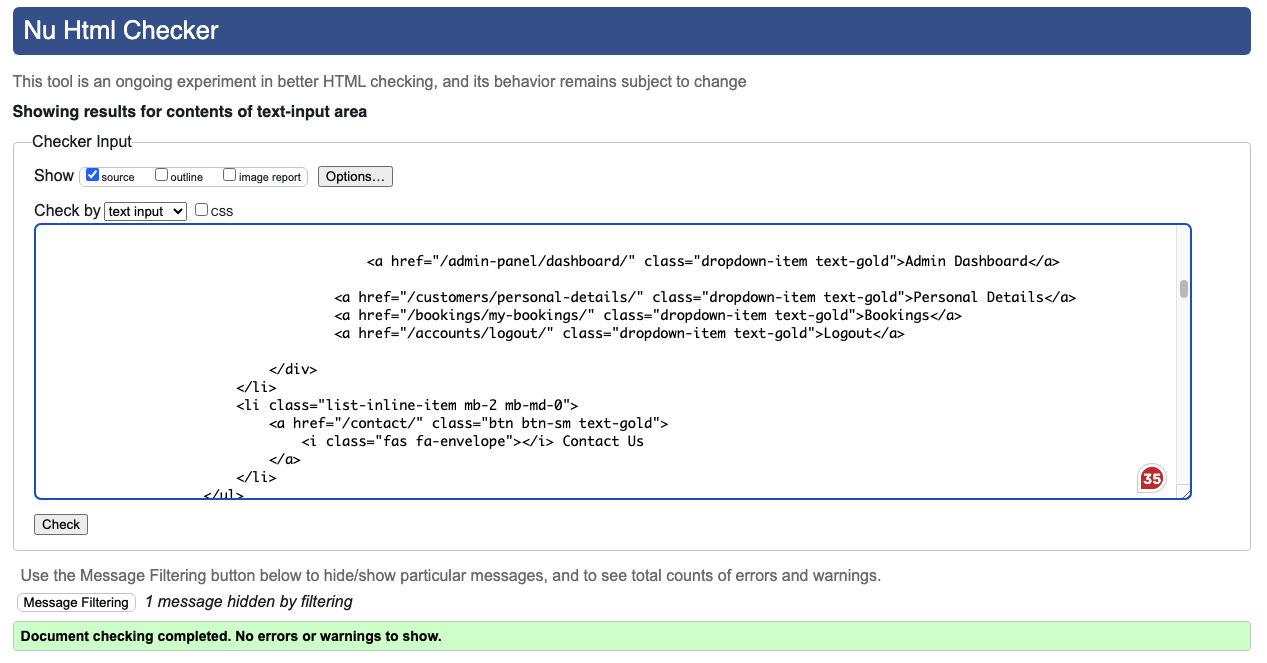 Nu Html Checker
This tool is an ongoing experiment in better HTML checking, and its behavior remains subject to change
Showing results for contents of text-input area
Checker Input
Show source outline image report Options...
Check by text input css
<a href="/admin-panel/dashboard/" class="dropdown-item text-gold">Admin Dashboard</a>
<a href="/customers/personal-details/" class="dropdown-item text-gold">Personal Details</a>
<a href="/bookings/my-bookings/" class="dropdown-item text-gold">Bookings</a>
<a href="/accounts/logout/" class="dropdown-item text-gold">Logout</a>
</div>
</li>
<li class="list-inline-item mb-2 mb-md-0">
<a href="/contact/" class="btn btn-sm text-gold">
<i class="fas fa-envelope"></i> Contact Us
</a>
</li>
</ul>
35
Check
Use the Message Filtering button below to hide/show particular messages, and to see total counts of errors and warnings.
Message Filtering 1 message hidden by filtering
Document checking completed. No errors or warnings to show.